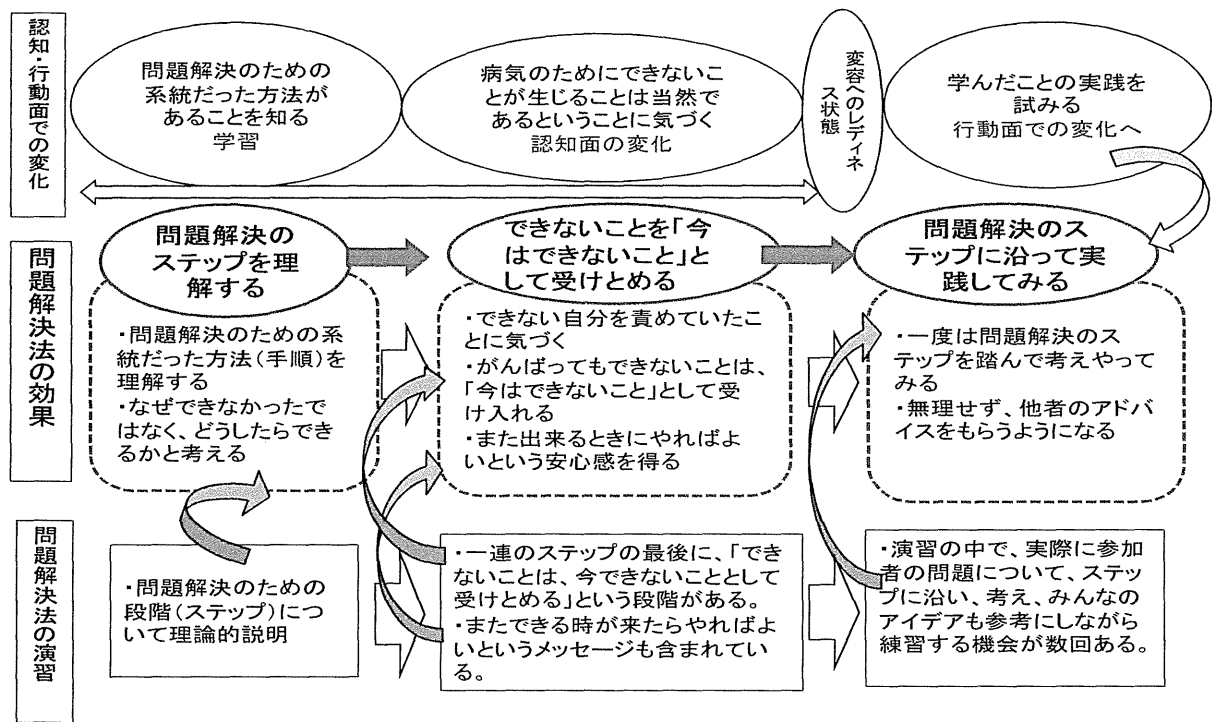 認知・行動面での変化
問題解決のための
系統だった方法が
あることを知る
学習
病気のためにできないこ
とが生じることは当然で
あるということに気づく
認知面の変化
変容へのレディネ
ス状態
学んだことの実践を
試みる
行動面での変化へ
問題解決法の効果
問題解決の
ステップを理
解する
できないことを「今
はできないこと」と
して受けとめる
問題解決のス
テップに沿って実
践してみる
・問題解決のための系
統だった方法(手順)を
理解する
・なぜできなかったで
はなく、どうしたらでき
るかと考える
・できない自分を責めていたこ
とに気づく
・がんばってもできないことは、
「今はできないこと」として受
け入れる
・また出来るときにやればよ
いという安心感を得る
・一度は問題解決のス
テップを踏んで考えやって
みる
・無理せず、他者のアドバ
イスをもらうようになる
問題解決法の演習
・問題解決のための
段階(ステップ)につ
いて理論的説明
・一連のステップの最後に、「でき
ないことは、今できないこととして
受けとめる」という段階がある。
・またできる時が来たらやればよ
いというメッセージも含まれてい
る。
・演習の中で、実際に参加
者の問題について、ステッ
プに沿い、考え、みんなの
アイデアも参考にしながら
練習する機会が数回ある。